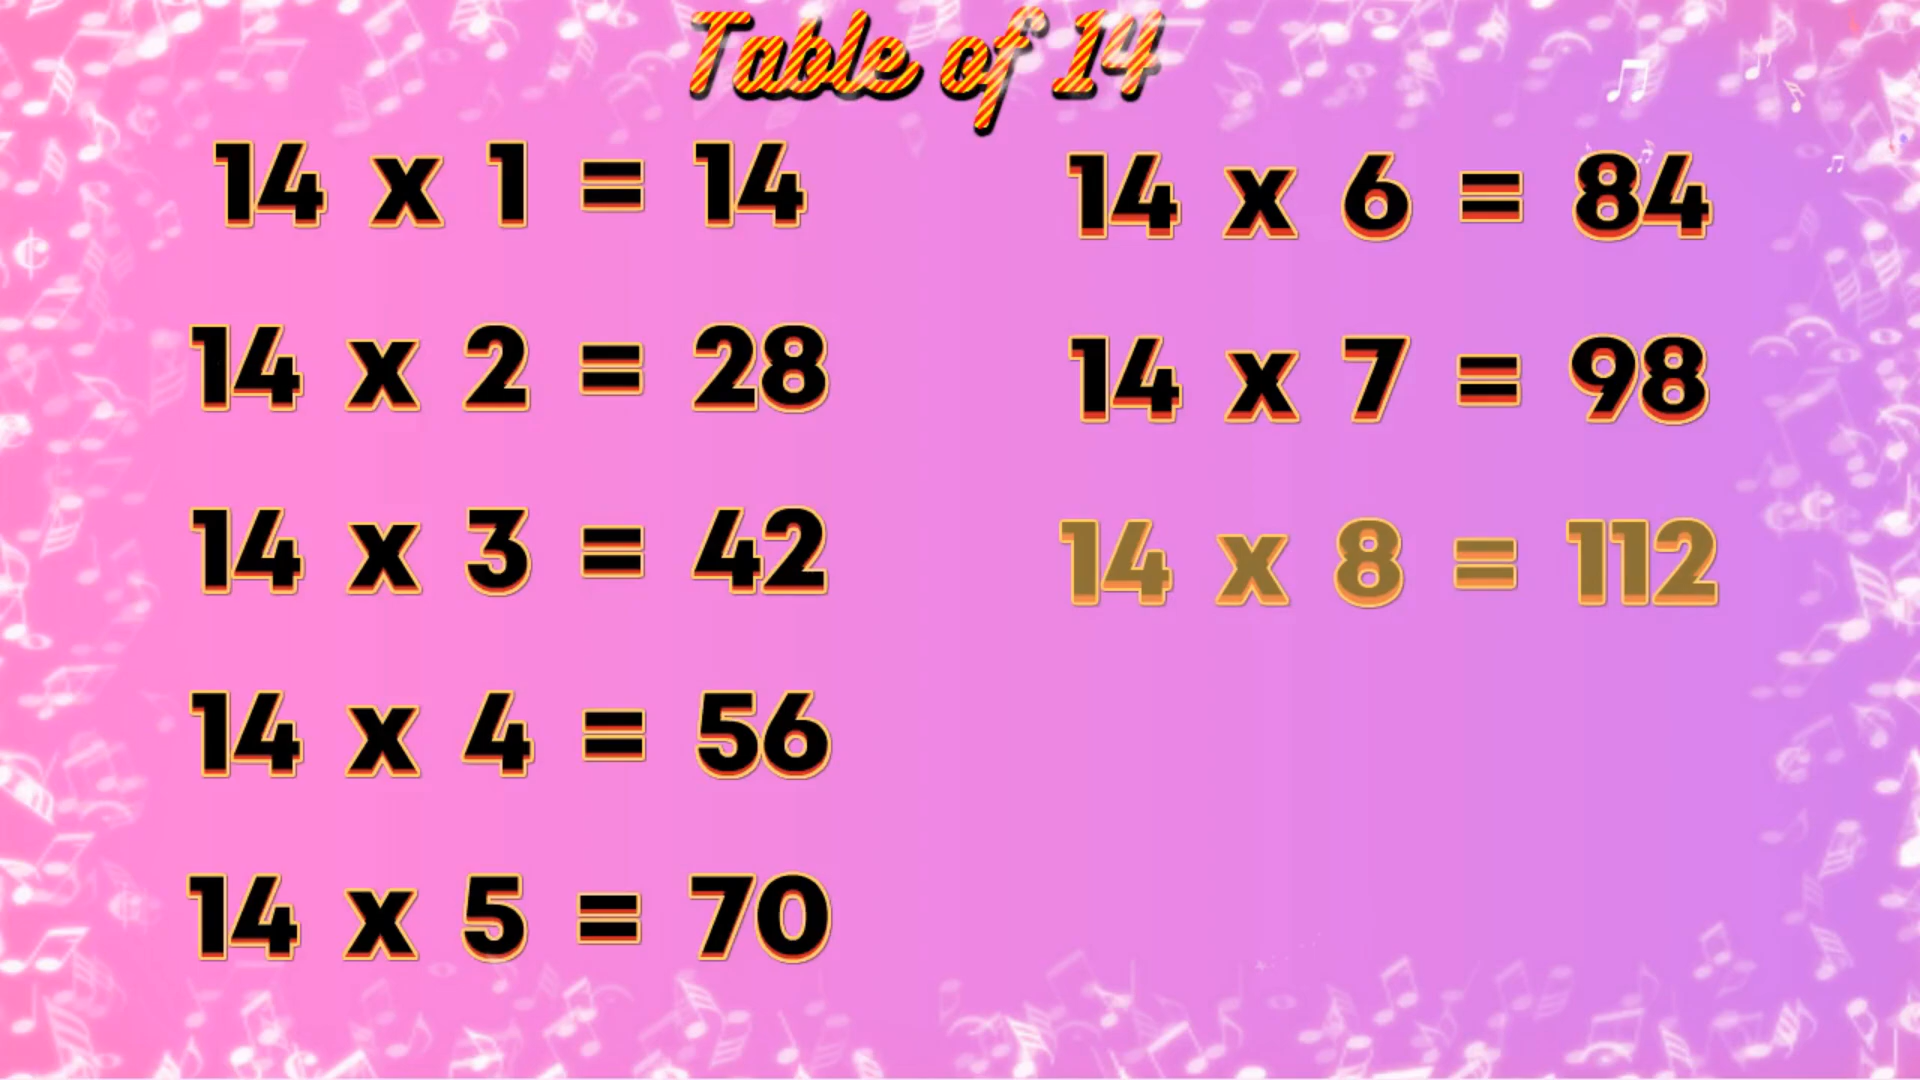 Table of 14
14 x 1 = 14
14 x 2 = 28
14 x 3 = 42
14 x 4 = 56
14 x 5 = 70
14 x 6 = 84
14 x 7 = 98
14 x 8 = 112